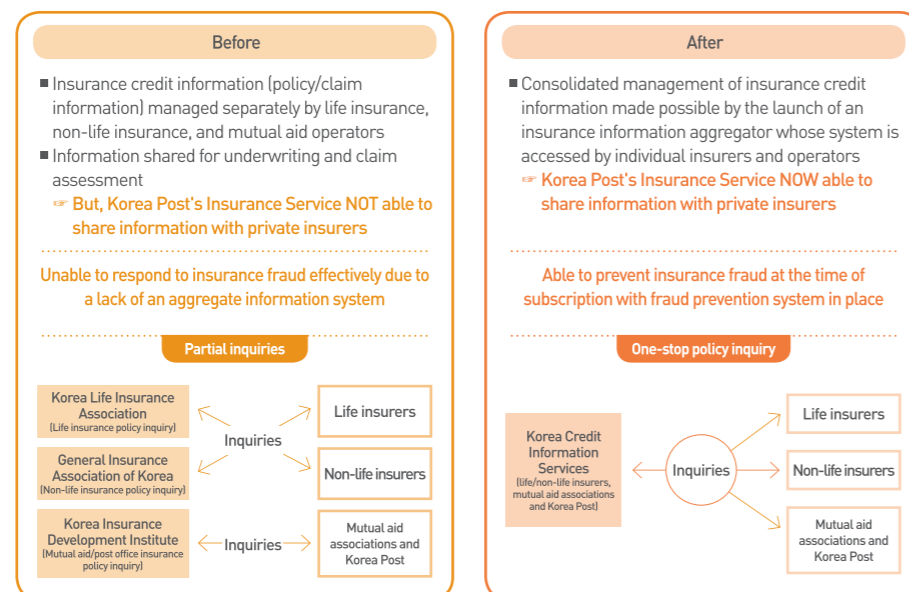 Before
■ Insurance credit information (policy/claim
information) managed separately by life insurance,
non-life insurance, and mutual aid operators
■ Information shared for underwriting and claim
assessment
☞ But, Korea Post's Insurance Service NOT able to
share information with private insurers
Unable to respond to insurance fraud effectively due to
a lack of an aggregate information system
Partial inquiries
Korea Life Insurance
Association
(Life insurance policy inquiry)
General Insurance
Association of Korea
(Non-life insurance policy inquiry)
Inquiries
Life insurers
Non-life insurers
Korea Insurance
Development Institute
(Mutual aid/post office insurance
policy inquiry)
Inquiries
Mutual aid
associations and
Korea Post
After
■ Consolidated management of insurance credit
information made possible by the launch of an
insurance information aggregator whose system is
accessed by individual insurers and operators
☞ Korea Post's Insurance Service NOW able to
share information with private insurers
Able to prevent insurance fraud at the time of
subscription with fraud prevention system in place
One-stop policy inquiry
Korea Credit
Information
Services
(life/non-life insurers,
mutual aid associations
and Korea Post)
Inquiries
Life insurers
Non-life insurers
Mutual aid
associations and
Korea Post